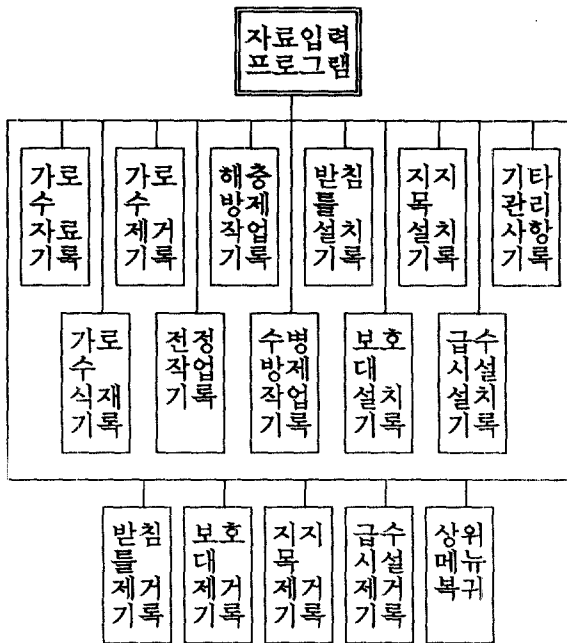 자료입력
프로그램
가로
수
자료
기록
가로
수
제거
기록
해충
방제
작업
기록
받침
틀
설치
기록
지지
목
설치
기록
기타
관리
사항
기록
가로
수
식재
기록
전정
작업
기록
수병
방제
작업
기록
보호
대
설치
기록
급수
시설
설치
기록
받침
틀
제거
기록
보호
대
제거
기록
지지
목
제거
기록
급수
시설
제거
기록
상위
메뉴
복귀